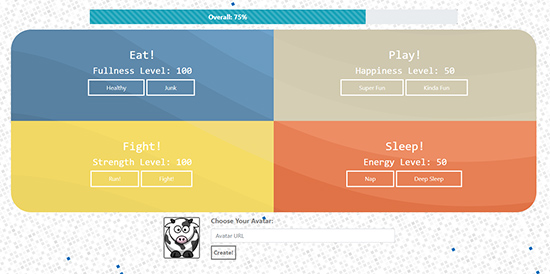 Overall: 75%
Eat!
Fullness Level: 100
Healthy Junk
Play!
Happiness Level: 50
Super Fun Kinda Fun
Fight!
Strength Level: 100
Run! Fight!
Sleep!
Energy Level: 50
Nap Deep Sleep
Choose Your Avatar:
Avatar URL
Create!